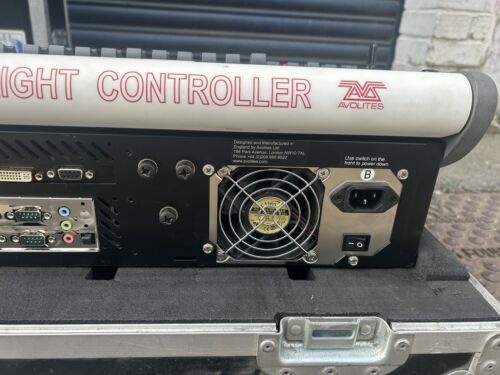 IGHT CONTROLLER
AVOLITES
Designed and Manufactured in
England by Avolites Ltd
184 Park Avenue, London NW10 7XL
Phone +44 (0)208 965 8522
www.avolites.com
Use switch on the
front to power down
B